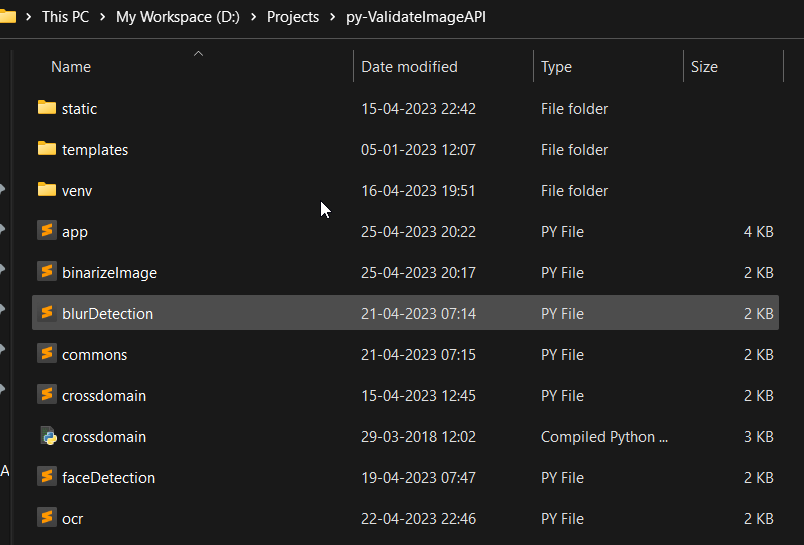 This PC > My Workspace (D:) > Projects > py-ValidateImageAPI
Name Date modified Type Size
static 15-04-2023 22:42 File folder
templates 05-01-2023 12:07 File folder
venv 16-04-2023 19:51 File folder
app 25-04-2023 20:22 PY File 4 KB
binarizeImage 25-04-2023 20:17 PY File 2 KB
blurDetection 21-04-2023 07:14 PY File 2 KB
commons 21-04-2023 07:15 PY File 2 KB
crossdomain 15-04-2023 12:45 PY File 2 KB
crossdomain 29-03-2018 12:02 Compiled Python ... 3 KB
A
faceDetection 19-04-2023 07:47 PY File 2 KB
ocr 22-04-2023 22:46 PY File 2 KB